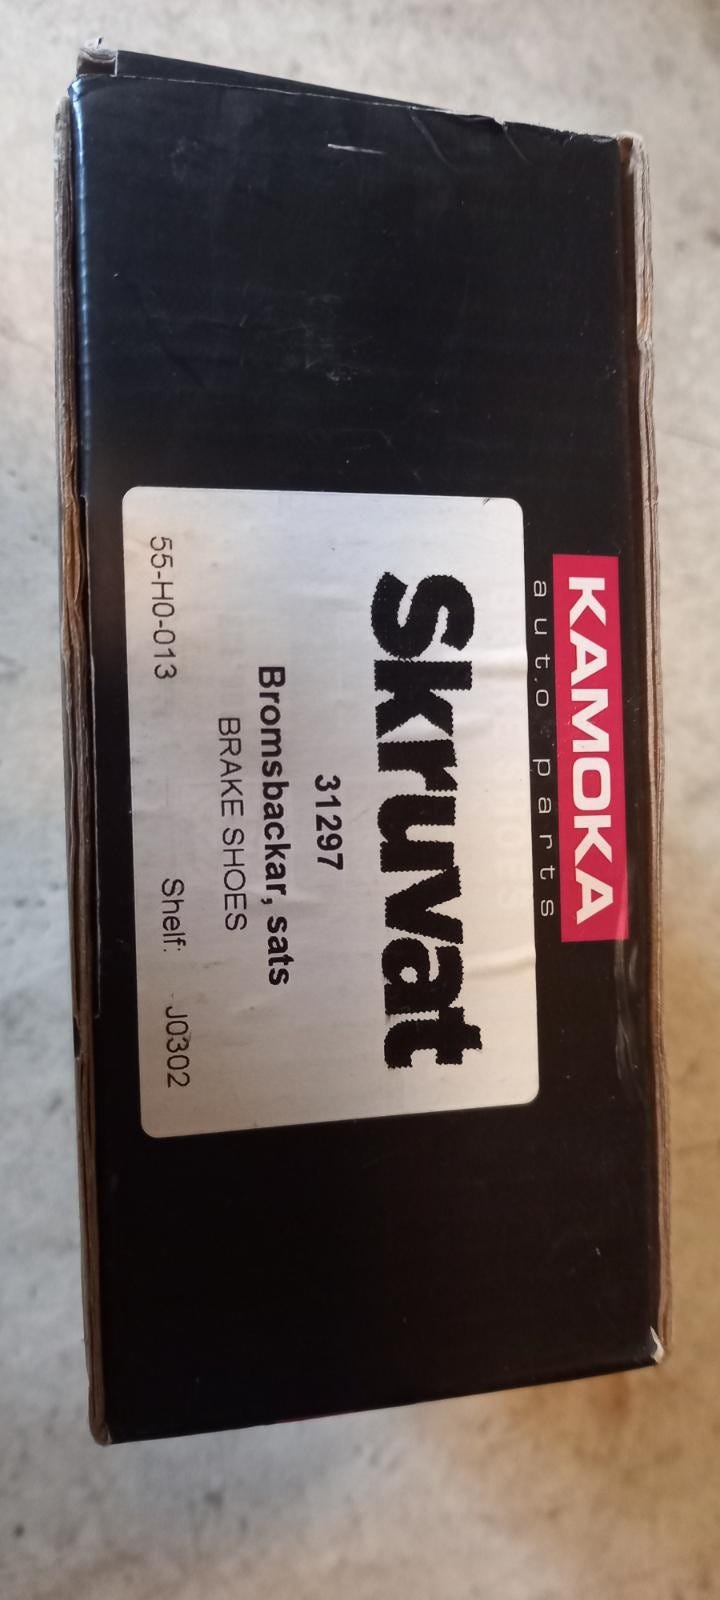 KAMOKA
auto parts
Skruvat
31297
Bromsbackar, sats
BRAKE SHOES
55-H0-013 Shelf: J0302